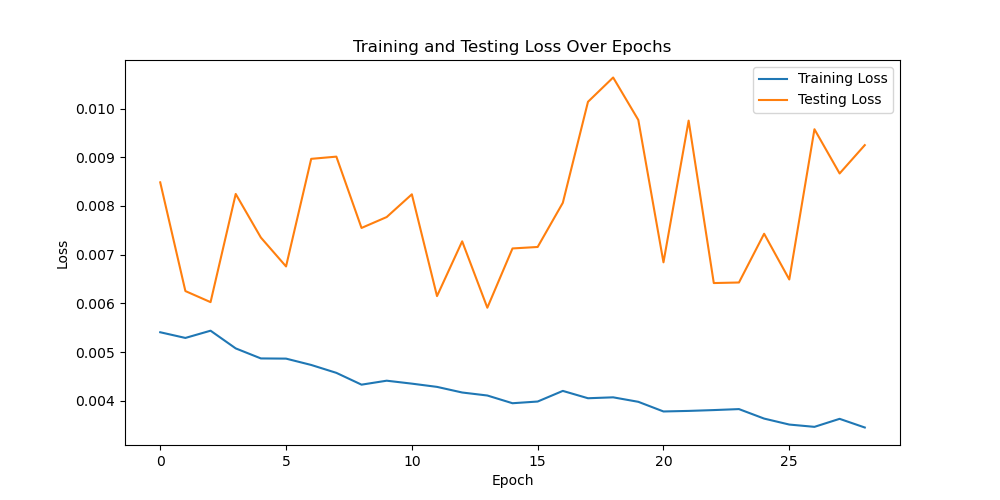 Training and Testing Loss Over Epochs
Training Loss
Testing Loss
0.010
0.009
0.008
0.007
0.006
0.005
0.004
Loss
0
5
10
15
20
25
Epoch